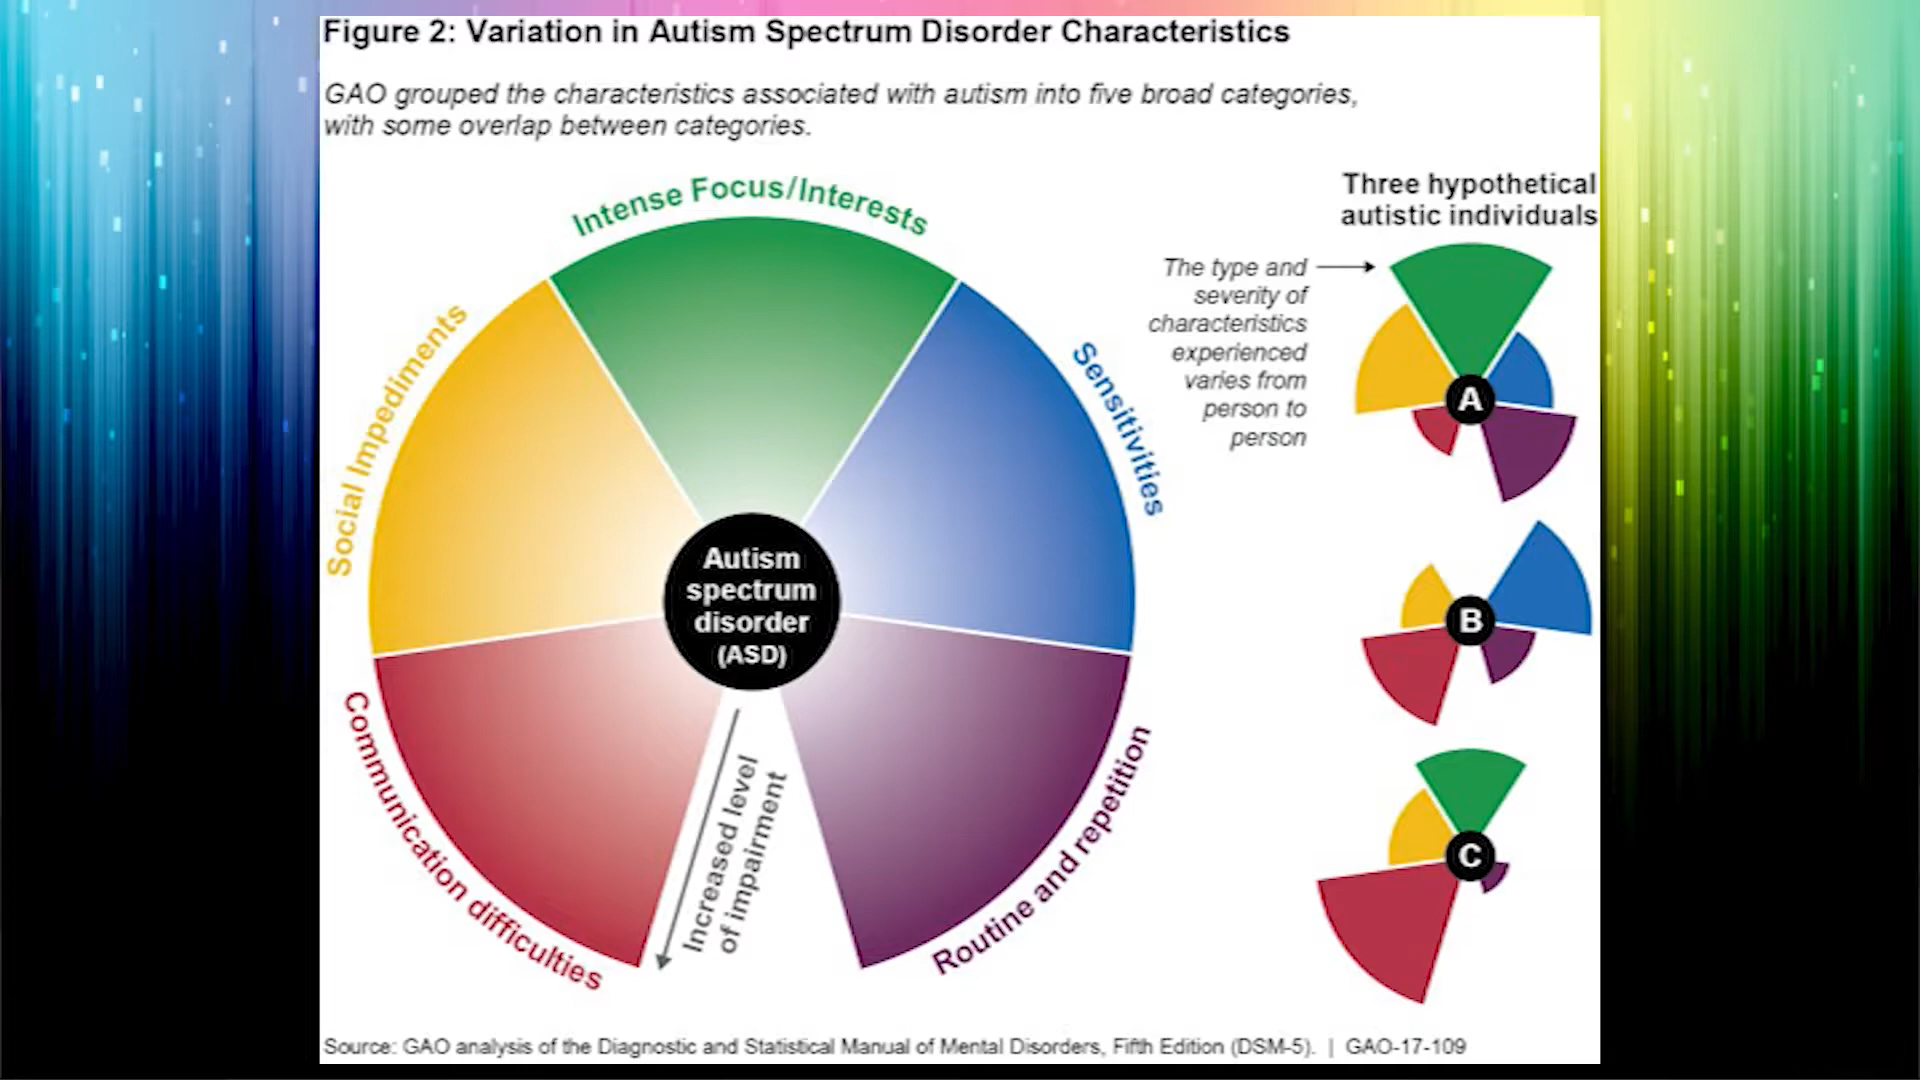 Figure 2: Variation in Autism Spectrum Disorder Characteristics
GAO grouped the characteristics associated with autism into five broad categories,
with some overlap between categories.
Intense Focus/Interests
Social Impediments
Sensitivities
Communication difficulties
Routine and repetition
Autism
spectrum
disorder
(ASD)
Increased level
of impairment
Three hypothetical
autistic individuals
The type and
severity of
characteristics
experienced
varies from
person to
person
A
B
C
Source: GAO analysis of the Diagnostic and Statistical Manual of Mental Disorders, Fifth Edition (DSM-5). | GAO-17-109